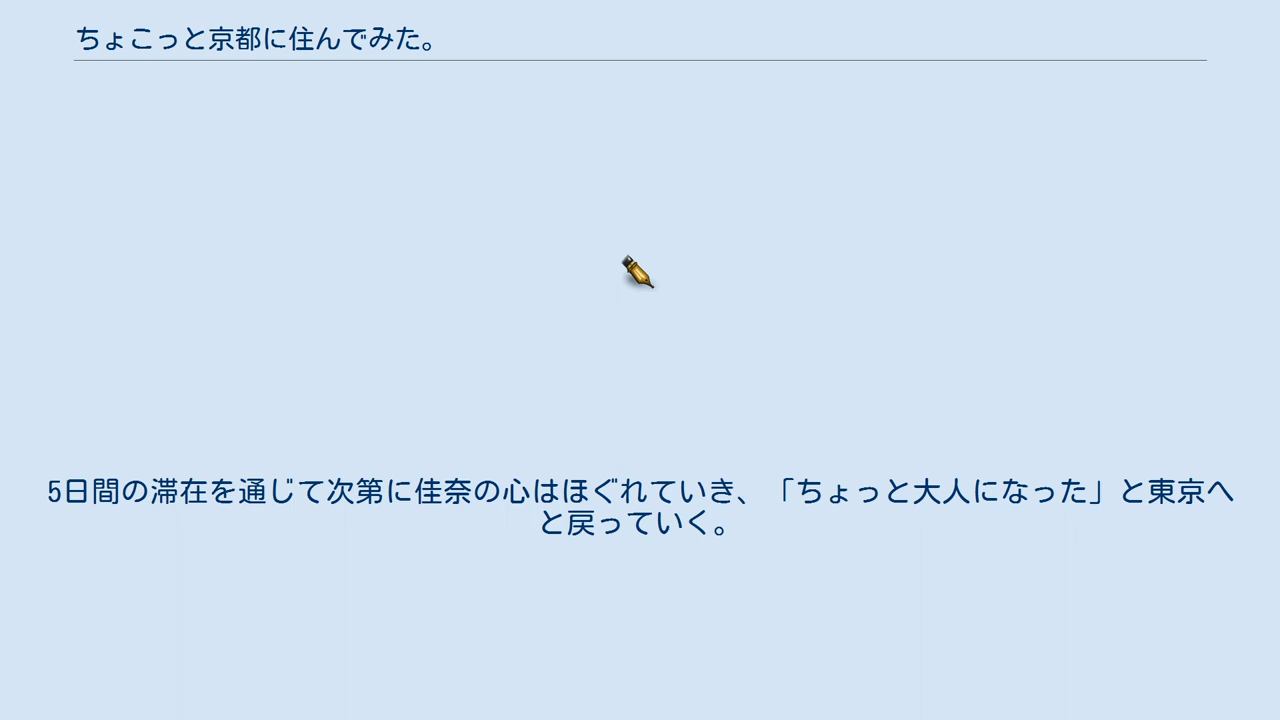 ちょこっと京都に住んでみた。
5日間の滞在を通じて次第に佳奈の心はほぐれていき、「ちょっと大人になった」と東京へ
と戻っていく。